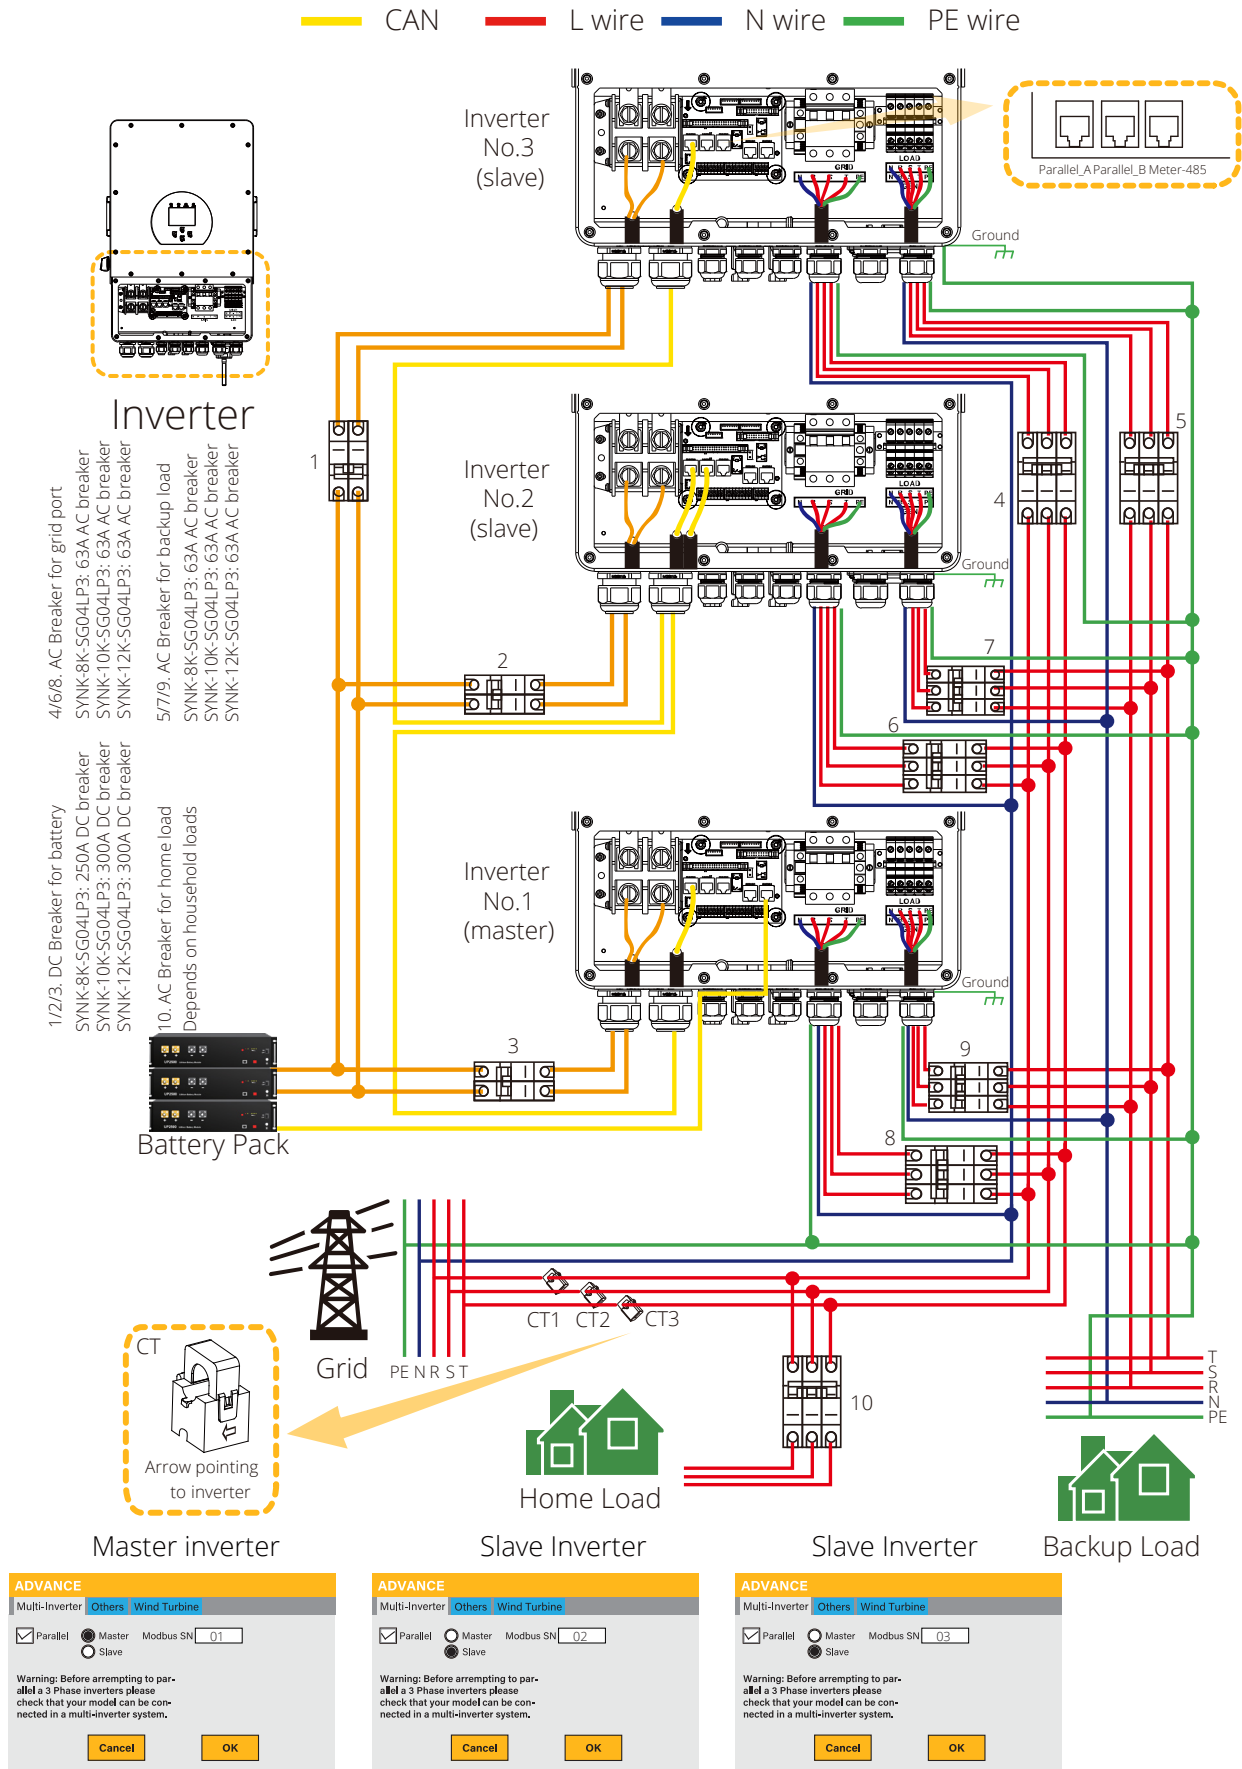 CAN
L wire
N wire
PE wire
Inverter
No.3
(slave)
GRID
LOAD
Parallel_A Parallel_B Meter-485
Ground
Inverter
1
5
4
Inverter
No.2
(slave)
GRID
LOAD
Ground
4/6/8. AC Breaker for grid port
SYNK-8K-SG04LP3: 63A AC breaker
SYNK-10K-SG04LP3: 63A AC breaker
SYNK-12K-SG04LP3: 63A AC breaker
5/7/9. AC Breaker for backup load
SYNK-8K-SG04LP3: 63A AC breaker
SYNK-10K-SG04LP3: 63A AC breaker
SYNK-12K-SG04LP3: 63A AC breaker
2
7
6
1/2/3. DC Breaker for battery
SYNK-8K-SG04LP3: 250A DC breaker
SYNK-10K-SG04LP3: 300A DC breaker
SYNK-12K-SG04LP3: 300A DC breaker
10. AC Breaker for home load
Depends on household loads
Inverter
No.1
(master)
GRID
LOAD
Ground
3
9
8
Battery Pack
CT1 CT2 CT3
Grid
PE N R S T
T
S
R
N
PE
CT
Arrow pointing
to inverter
10
Home Load
Backup Load
Master inverter
Slave Inverter
Slave Inverter
ADVANCE
Multi-Inverter Others Wind Turbine
Parallel Master Modbus SN 01
Slave
Warning: Before arrempting to par-
allel a 3 Phase inverters please
check that your model can be con-
nected in a multi-inverter system.
Cancel OK
ADVANCE
Multi-Inverter Others Wind Turbine
Parallel Master Modbus SN 02
Slave
Warning: Before arrempting to par-
allel a 3 Phase inverters please
check that your model can be con-
nected in a multi-inverter system.
Cancel OK
ADVANCE
Multi-Inverter Others Wind Turbine
Parallel Master Modbus SN 03
Slave
Warning: Before arrempting to par-
allel a 3 Phase inverters please
check that your model can be con-
nected in a multi-inverter system.
Cancel OK